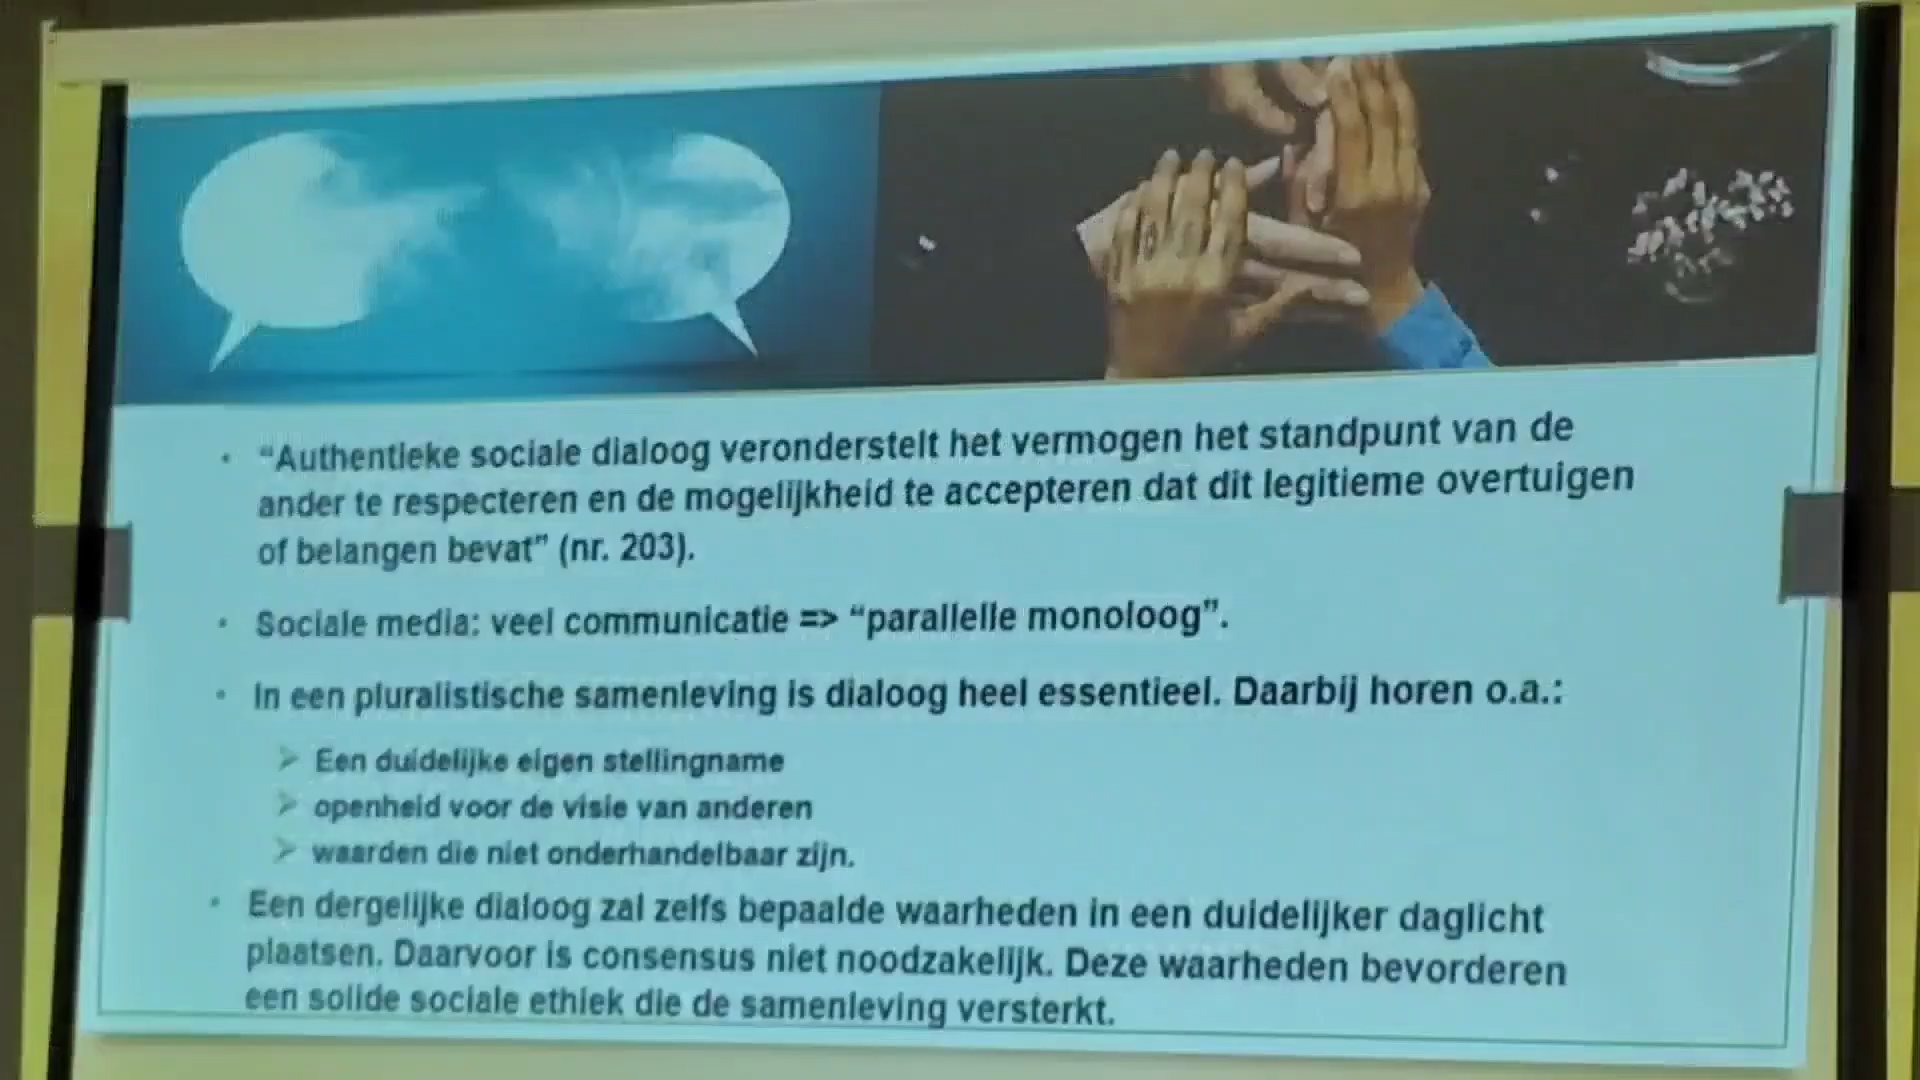 • “Authentieke sociale dialoog veronderstelt het vermogen het standpunt van de
ander te respecteren en de mogelijkheid te accepteren dat dit legitieme overtuigen
of belangen bevat” (nr. 203).
• Sociale media: veel communicatie => “parallelle monoloog”.
• In een pluralistische samenleving is dialoog heel essentieel. Daarbij horen o.a.:
➢ Een duidelijke eigen stellingname
➢ openheid voor de visie van anderen
➢ waarden die niet onderhandelbaar zijn.
• Een dergelijke dialoog zal zelfs bepaalde waarheden in een duidelijker daglicht
plaatsen. Daarvoor is consensus niet noodzakelijk. Deze waarheden bevorderen
een solide sociale ethiek die de samenleving versterkt.